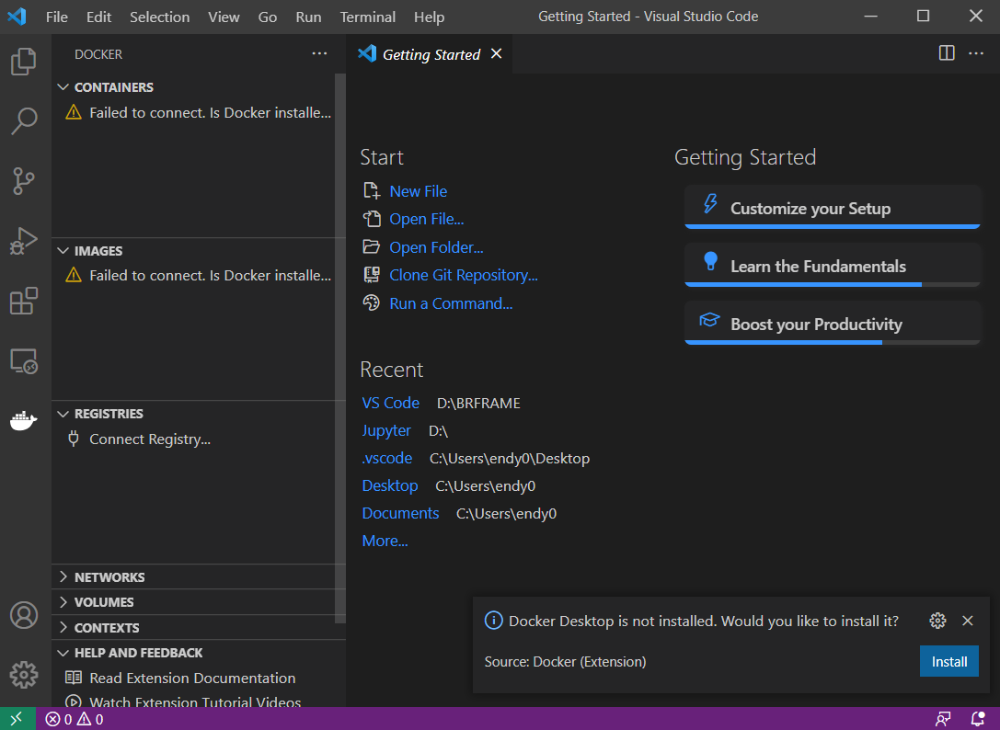 File Edit Selection View Go Run Terminal Help Getting Started - Visual Studio Code
DOCKER
Getting Started
CONTAINERS
Failed to connect. Is Docker installe...
IMAGES
Failed to connect. Is Docker installe...
REGISTRIES
Connect Registry...
NETWORKS
VOLUMES
CONTEXTS
HELP AND FEEDBACK
Read Extension Documentation
Watch Extension Tutorial Videos
Start
New File
Open File...
Open Folder...
Clone Git Repository...
Run a Command...
Recent
VS Code D:\BRFRAME
Jupyter D:\
.vscode C:\Users\endy0\Desktop
Desktop C:\Users\endy0
Documents C:\Users\endy0
More...
Getting Started
Customize your Setup
Learn the Fundamentals
Boost your Productivity
Docker Desktop is not installed. Would you like to install it?
Source: Docker (Extension)
Install
0 0